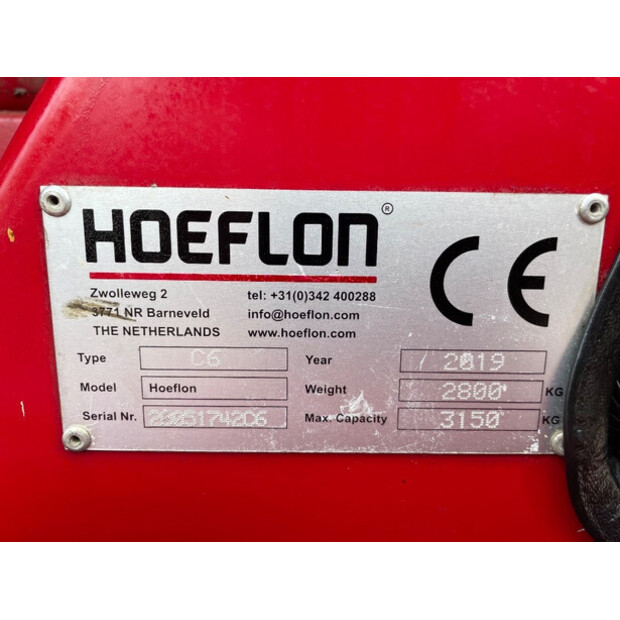 HOEFLON®
CE
Zwolleweg 2 tel: +31(0)342 400288
3771 NR Barneveld info@hoeflon.com
THE NETHERLANDS www.hoeflon.com
Type C6 Year / 2019
Model Hoeflon Weight 2800 KG
Serial Nr. Max. Capacity 3150 KG